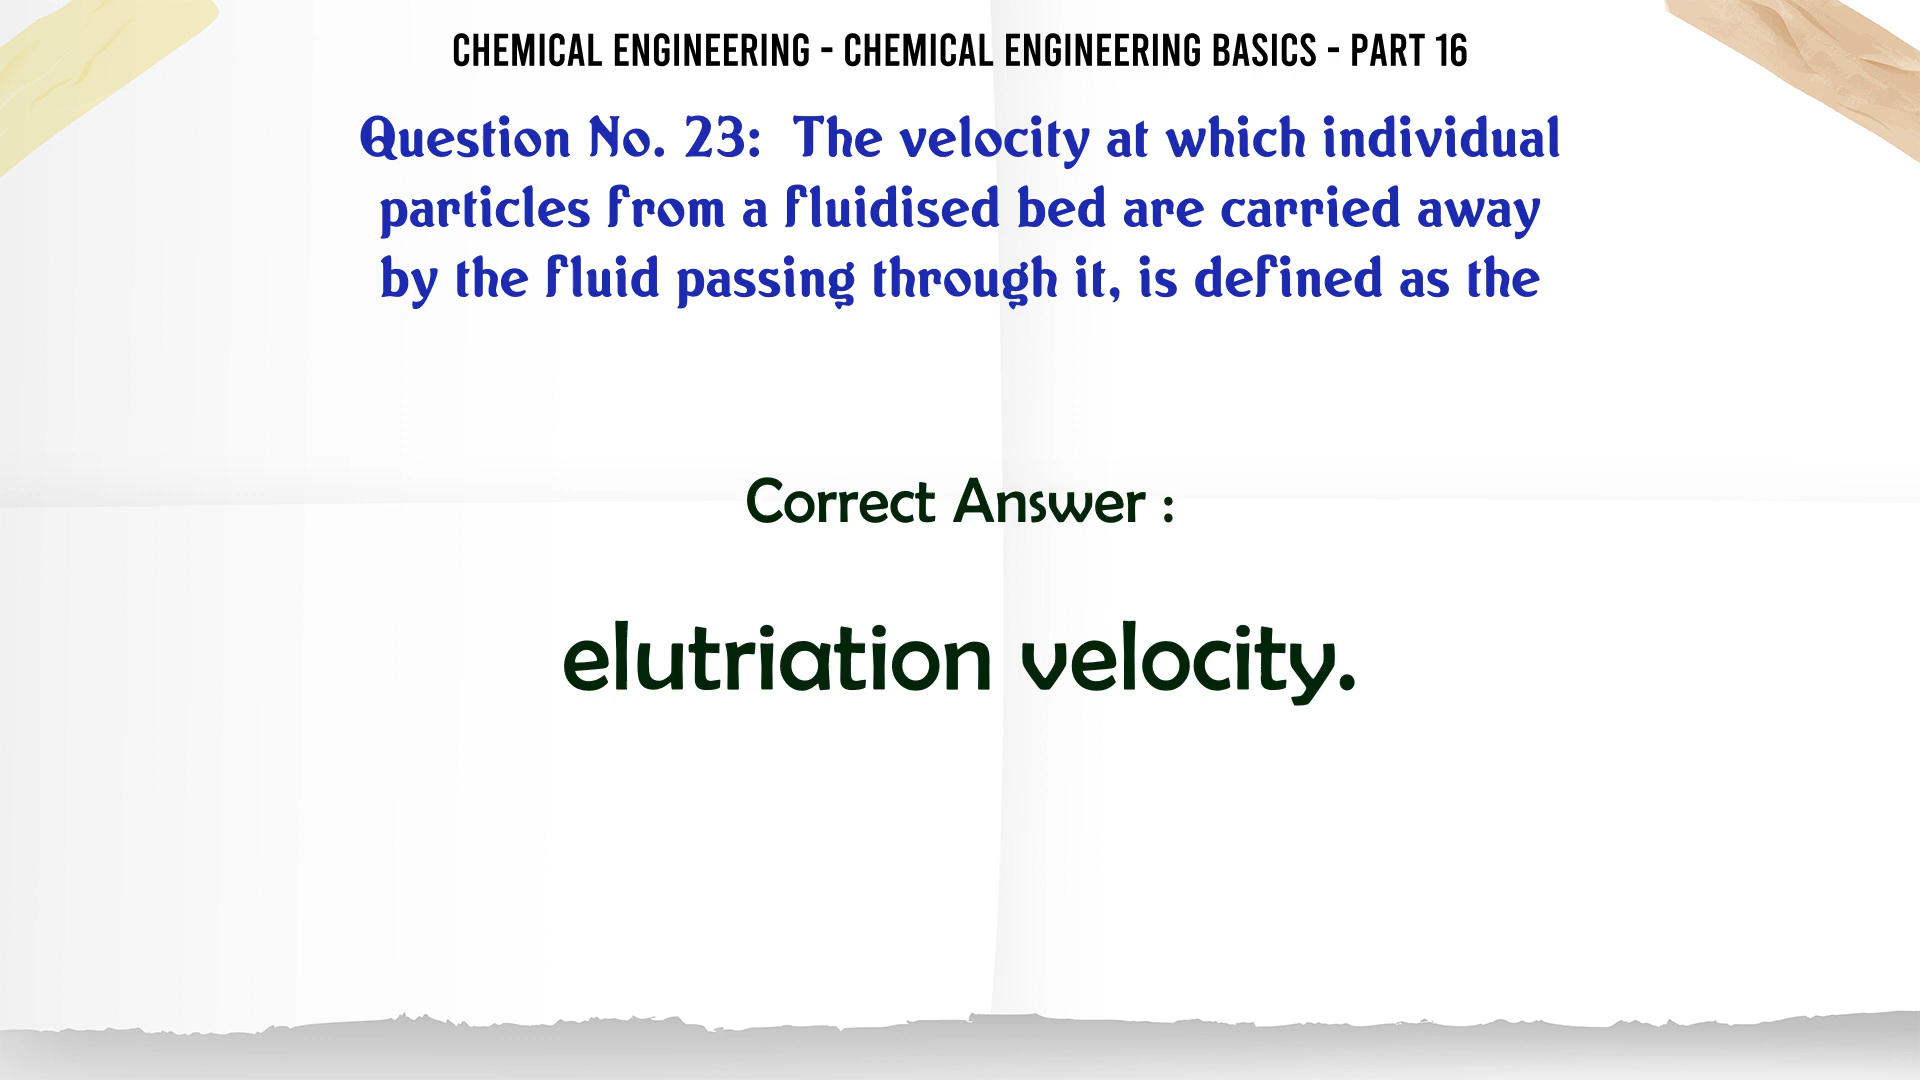 CHEMICAL ENGINEERING - CHEMICAL ENGINEERING BASICS - PART 16
Question No. 23: The velocity at which individual
particles from a fluidised bed are carried away
by the fluid passing through it, is defined as the
Correct Answer :
elutriation velocity.